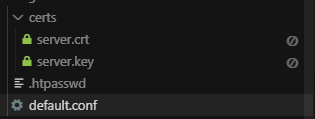 certs
server.crt
server.key
.htpasswd
default.conf